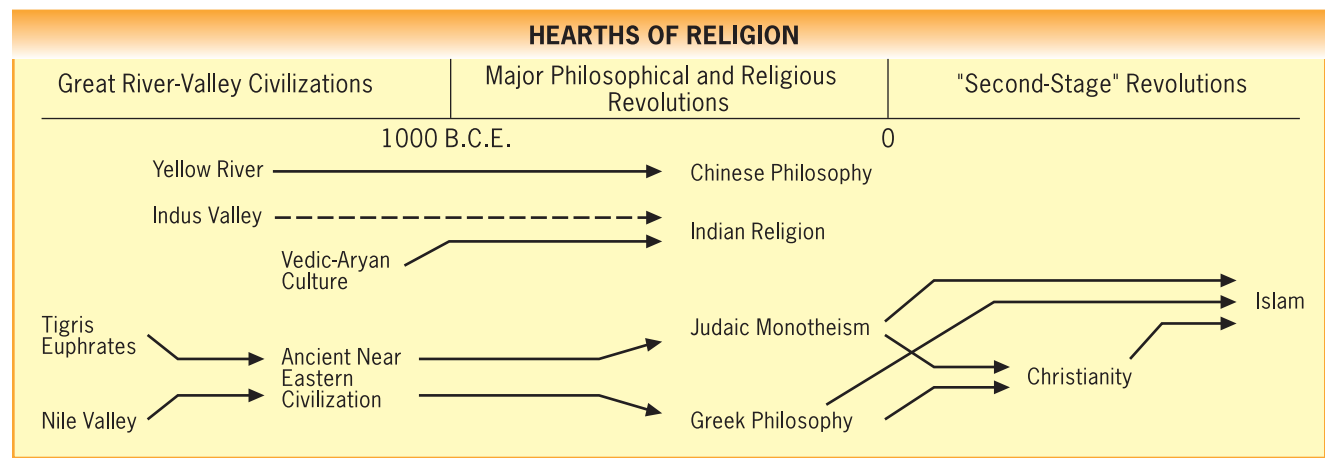 HEARTHS OF RELIGION
Great River-Valley Civilizations
Major Philosophical and Religious
Revolutions
"Second-Stage" Revolutions
1000 B.C.E.
0
Yellow River
Chinese Philosophy
Indus Valley
Indian Religion
Vedic-Aryan
Culture
Tigris
Euphrates
Ancient Near
Eastern
Civilization
Nile Valley
Judaic Monotheism
Greek Philosophy
Christianity
Islam